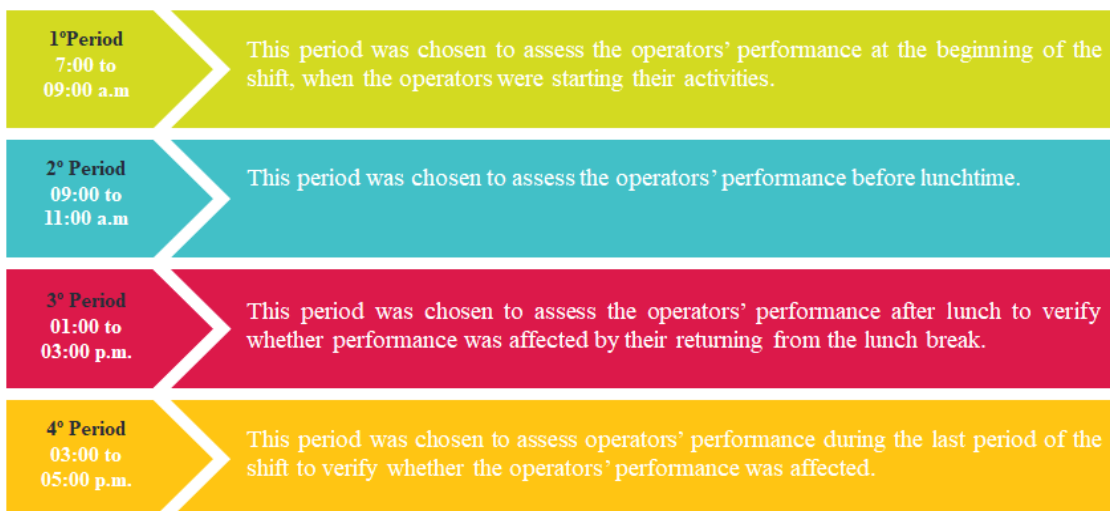 1ºPeriod
7:00 to
09:00 a.m
This period was chosen to assess the operators’ performance at the beginning of the
shift, when the operators were starting their activities.
2º Period
09:00 to
11:00 a.m
This period was chosen to assess the operators’ performance before lunchtime.
3º Period
01:00 to
03:00 p.m.
This period was chosen to assess the operators’ performance after lunch to verify
whether performance was affected by their returning from the lunch break.
4º Period
03:00 to
05:00 p.m.
This period was chosen to assess operators’ performance during the last period of the
shift to verify whether the operators’ performance was affected.